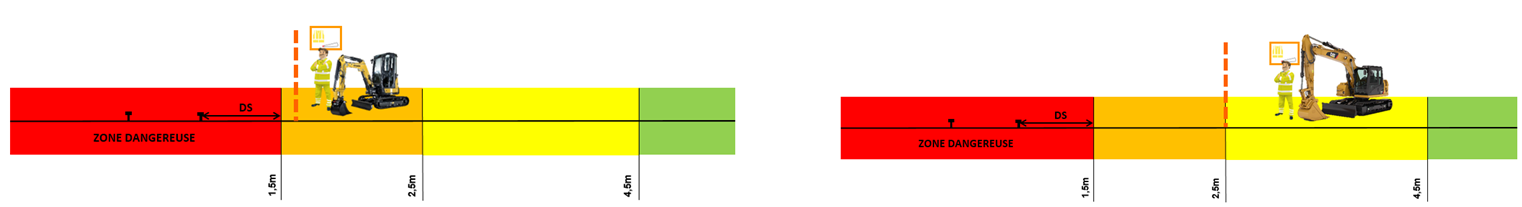 DS
ZONE DANGEREUSE
1,5m
2,5m
4,5m
DS
ZONE DANGEREUSE
1,5m
2,5m
4,5m